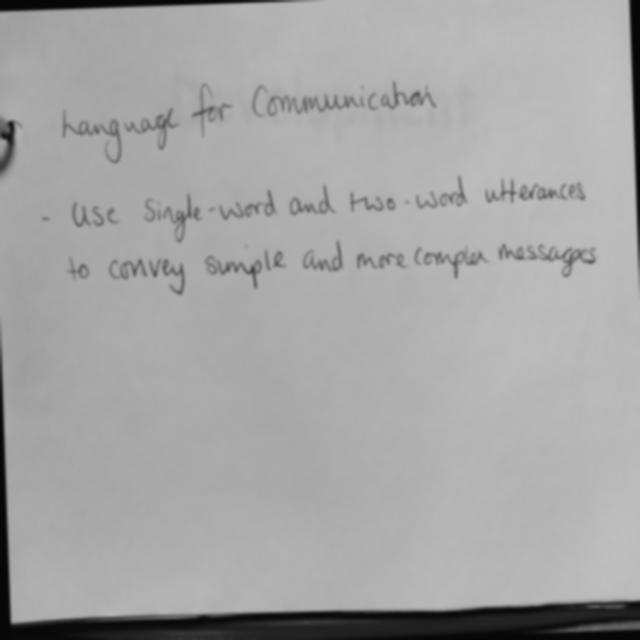 Language for Communication
- Use single-word and two-word utterances
to convey simple and more complex messages